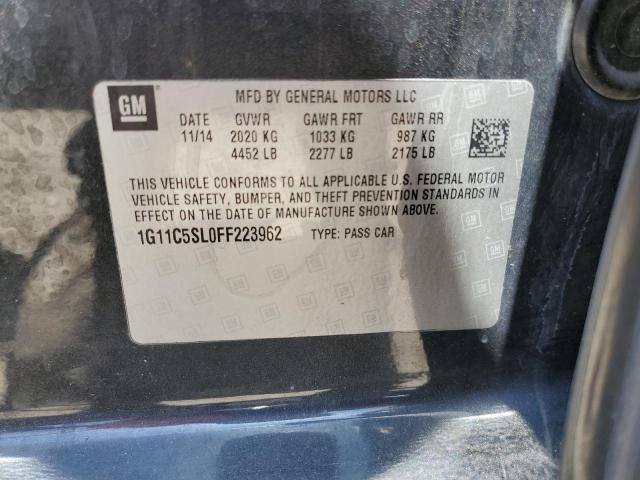 GM
MFD BY GENERAL MOTORS LLC
DATE GVWR GAWR FRT GAWR RR
11/14 2020 KG 1033 KG 987 KG
4452 LB 2277 LB 2175 LB
THIS VEHICLE CONFORMS TO ALL APPLICABLE U.S. FEDERAL MOTOR
VEHICLE SAFETY, BUMPER, AND THEFT PREVENTION STANDARDS IN
EFFECT ON THE DATE OF MANUFACTURE SHOWN ABOVE.
1G11C5SL0FF223962 TYPE: PASS CAR